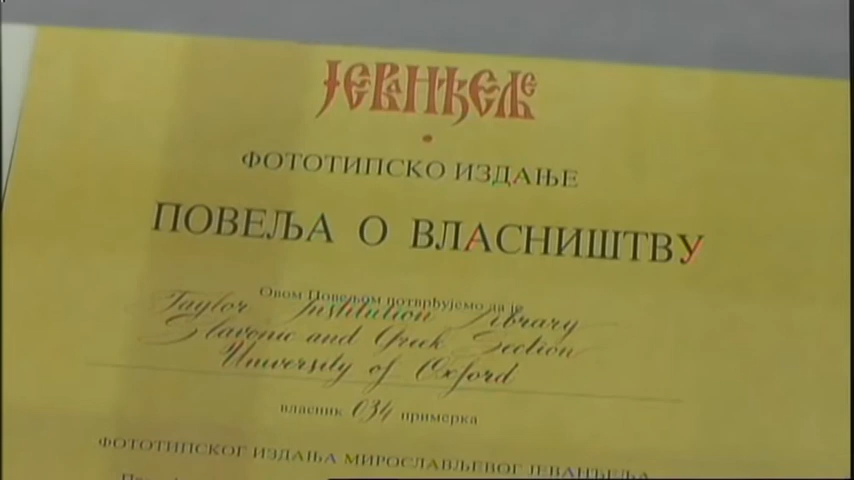 ЈЕВАНЂЕЉЕ
ФОТОТИПСКО ИЗДАЊЕ
ПОВЕЉА О ВЛАСНИШТВУ
Овом Повељом потврђујемо да је
Taylor Institution Library
Slavonic and Greek Section
University of Oxford
власник 034 примерка
ФОТОТИПСКОГ ИЗДАЊА МИРОСЛАВЉЕВОГ ЈЕВАНЂЕЉА